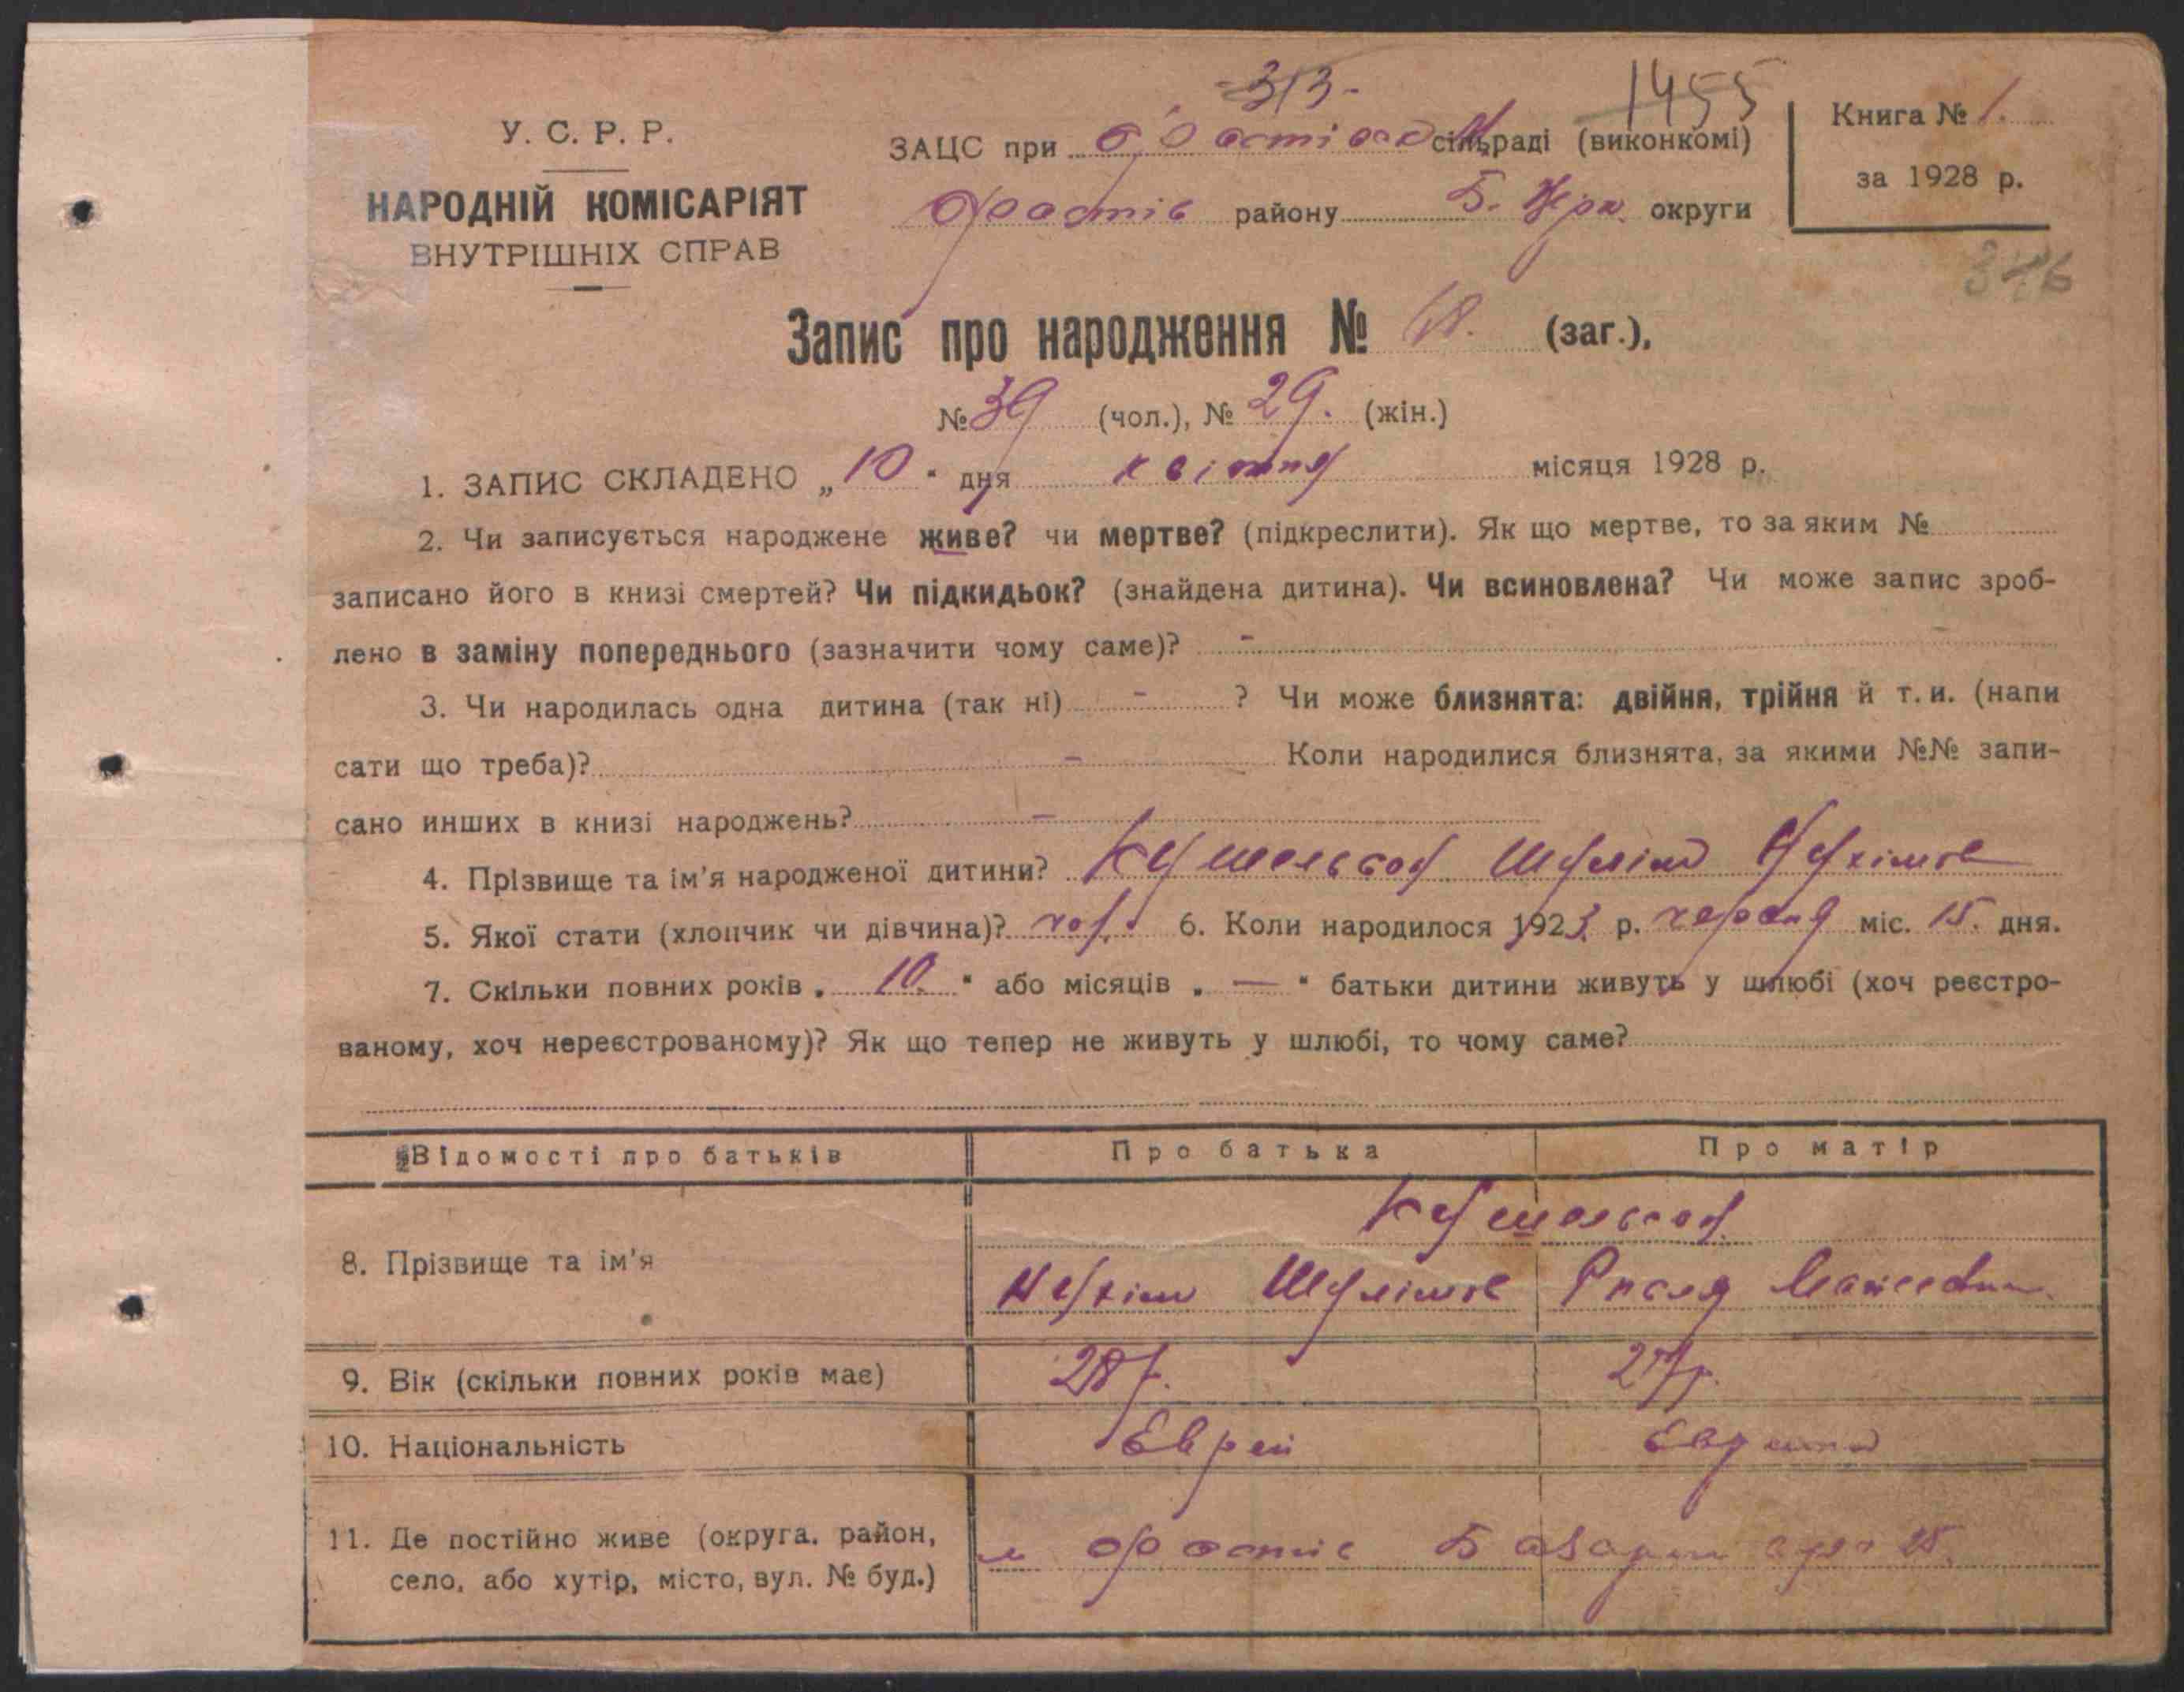 -313- 1455
У. С. Р. Р.
ЗАЦС при сільраді (виконкомі)
Книга № 1.
за 1928 р.
НАРОДНІЙ КОМІСАРІЯТ
Фастів району Б. Церк. округи
ВНУТРІШНІХ СПРАВ
346
Запис про народження № 68. (заг.),
№ 39 (чол.), № 29. (жін.)
1. ЗАПИС СКЛАДЕНО „10" дня квітня місяця 1928 р.
2. Чи записується народжене живе? чи мертве? (підкреслити). Як що мертве, то за яким №
записано його в книзі смертей? Чи підкидьок? (знайдена дитина). Чи всиновлена? Чи може запис зроб-
лено в заміну попереднього (зазначити чому саме)? -
3. Чи народилась одна дитина (так ні) - ? Чи може близнята: двійня, трійня й т. и. (напи
сати що треба)? - Коли народилися близнята, за якими №№ запи-
сано инших в книзі народжень? -
4. Прізвище та ім'я народженої дитини? Шулім
5. Якої стати (хлопчик чи дівчина)? чол. 6. Коли народилося 1923 р. червня міс. 15. дня.
7. Скільки повних років „ 10. " або місяців „ — " батьки дитини живуть у шлюбі (хоч реєстро-
ваному, хоч нереєстрованому)? Як що тепер не живуть у шлюбі, то чому саме?
Відомості про батьків Про батька Про матір
8. Прізвище та ім'я
9. Вік (скільки повних років має) 28 р. 27 р.
10. Національність Еврей Еврейка
11. Де постійно живе (округа. район,
село, або хутір, місто, вул. № буд.)
м Фастів Базарна 25.